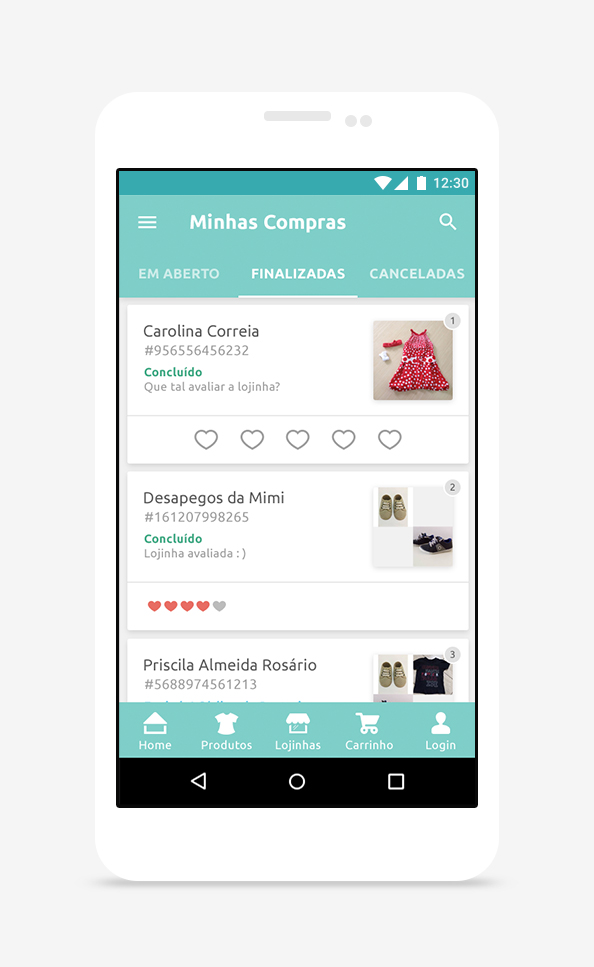 12:30
Minhas Compras
EM ABERTO FINALIZADAS CANCELADAS
Carolina Correia
1
#956556456232
Concluído
Que tal avaliar a lojinha?
Desapegos da Mimi
2
#161207998265
Concluído
Lojinha avaliada : )
Priscila Almeida Rosário
3
#5688974561213
Home Produtos Lojinhas Carrinho Login